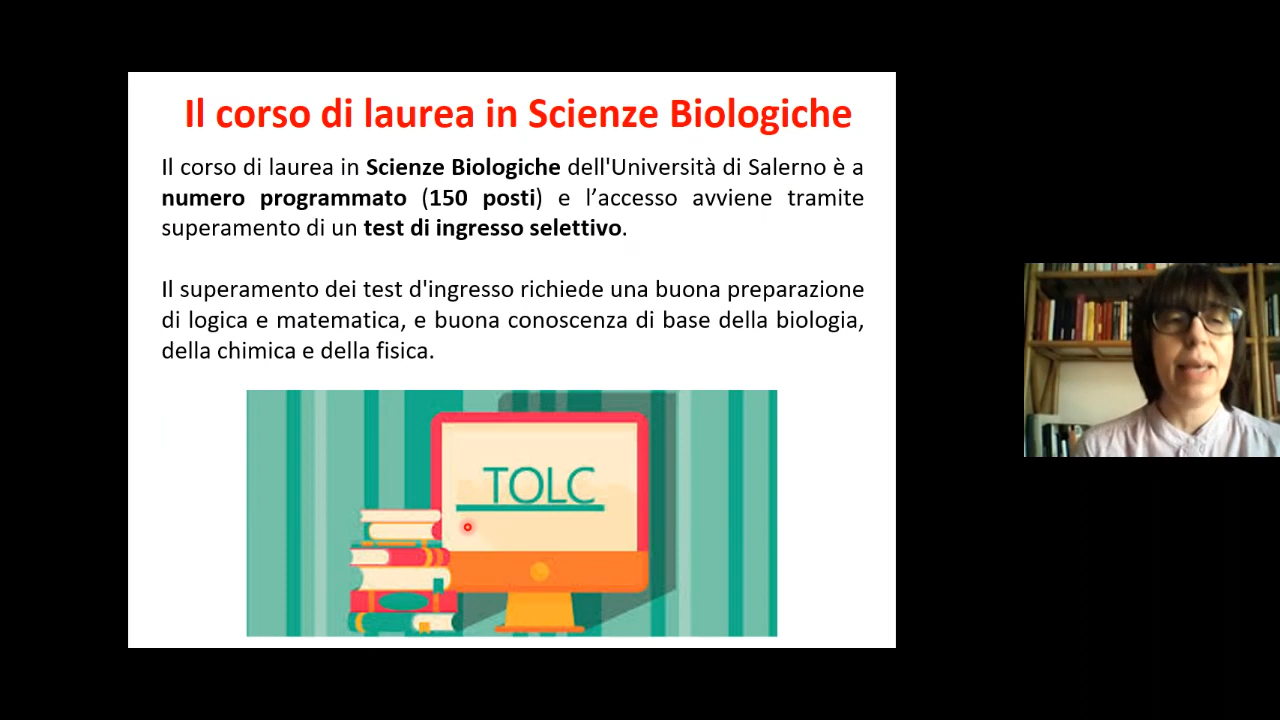 Il corso di laurea in Scienze Biologiche
Il corso di laurea in Scienze Biologiche dell'Università di Salerno è a
numero programmato (150 posti) e l’accesso avviene tramite
superamento di un test di ingresso selettivo.
Il superamento dei test d'ingresso richiede una buona preparazione
di logica e matematica, e buona conoscenza di base della biologia,
della chimica e della fisica.
TOLC